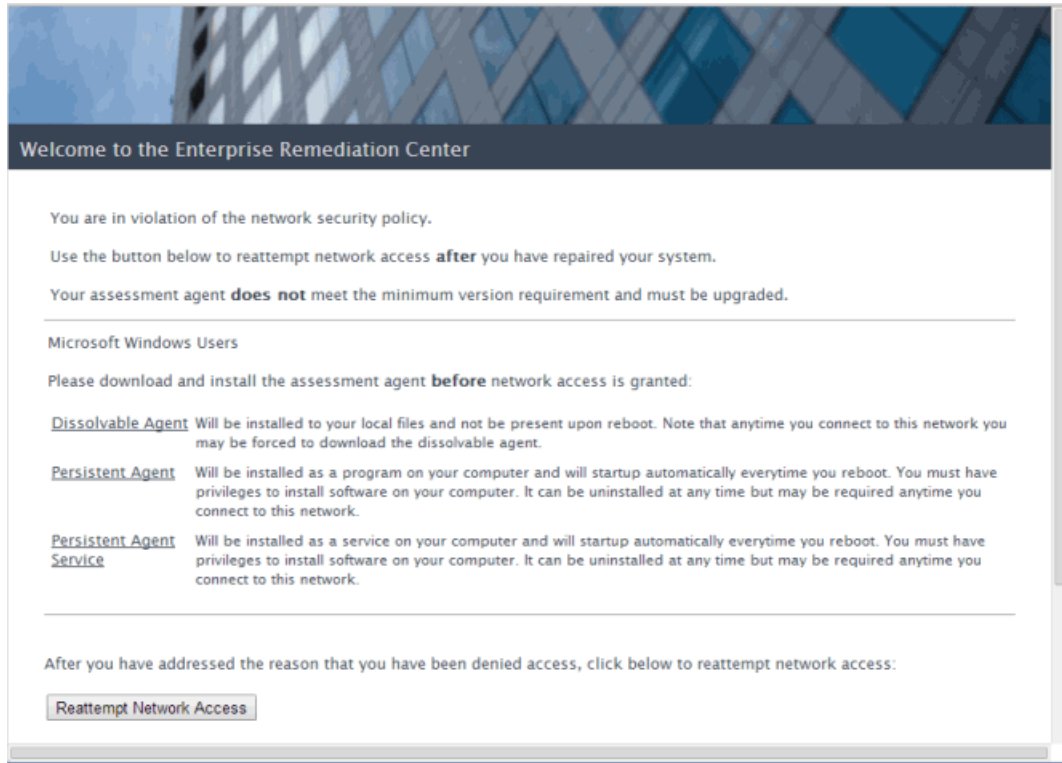 Welcome to the Enterprise Remediation Center
You are in violation of the network security policy.
Use the button below to reattempt network access after you have repaired your system.
Your assessment agent does not meet the minimum version requirement and must be upgraded.
Microsoft Windows Users
Please download and install the assessment agent before network access is granted:
Dissolvable Agent Will be installed to your local files and not be present upon reboot. Note that anytime you connect to this network you
may be forced to download the dissolvable agent.
Persistent Agent Will be installed as a program on your computer and will startup automatically everytime you reboot. You must have
privileges to install software on your computer. It can be uninstalled at any time but may be required anytime you
connect to this network.
Persistent Agent Will be installed as a service on your computer and will startup automatically everytime you reboot. You must have
Service privileges to install software on your computer. It can be uninstalled at any time but may be required anytime you
connect to this network.
After you have addressed the reason that you have been denied access, click below to reattempt network access:
Reattempt Network Access